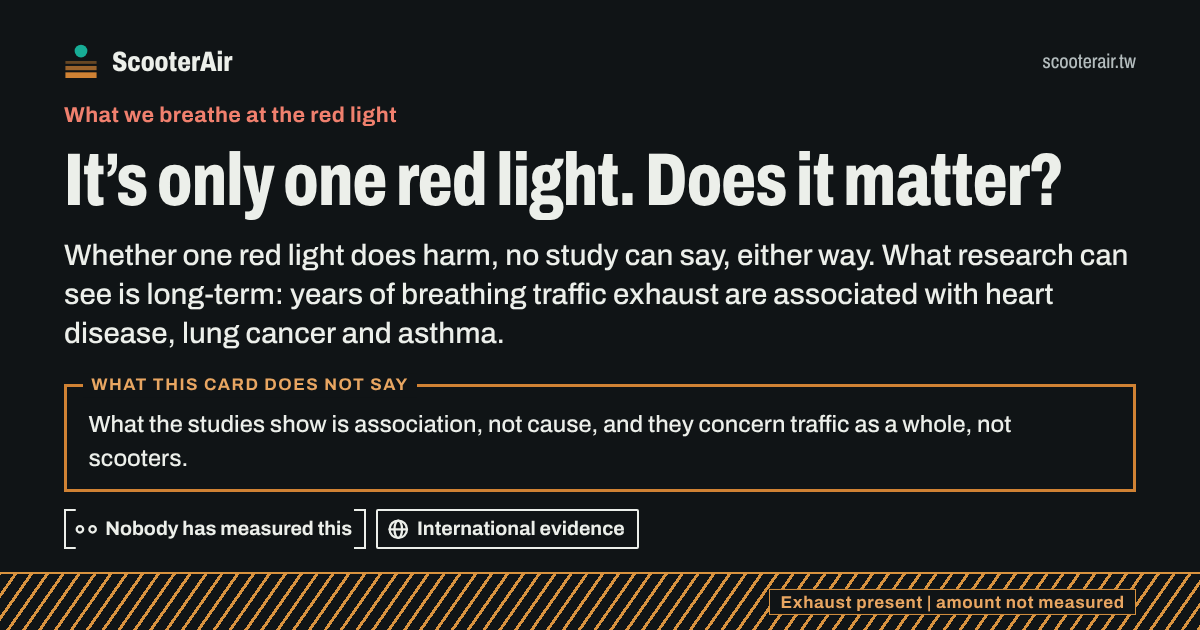 ScooterAir
scooterair.tw
What we breathe at the red light
It’s only one red light. Does it matter?
Whether one red light does harm, no study can say, either way. What research can
see is long-term: years of breathing traffic exhaust are associated with heart
disease, lung cancer and asthma.
WHAT THIS CARD DOES NOT SAY
What the studies show is association, not cause, and they concern traffic as a whole, not
scooters.
Nobody has measured this
International evidence
Exhaust present | amount not measured